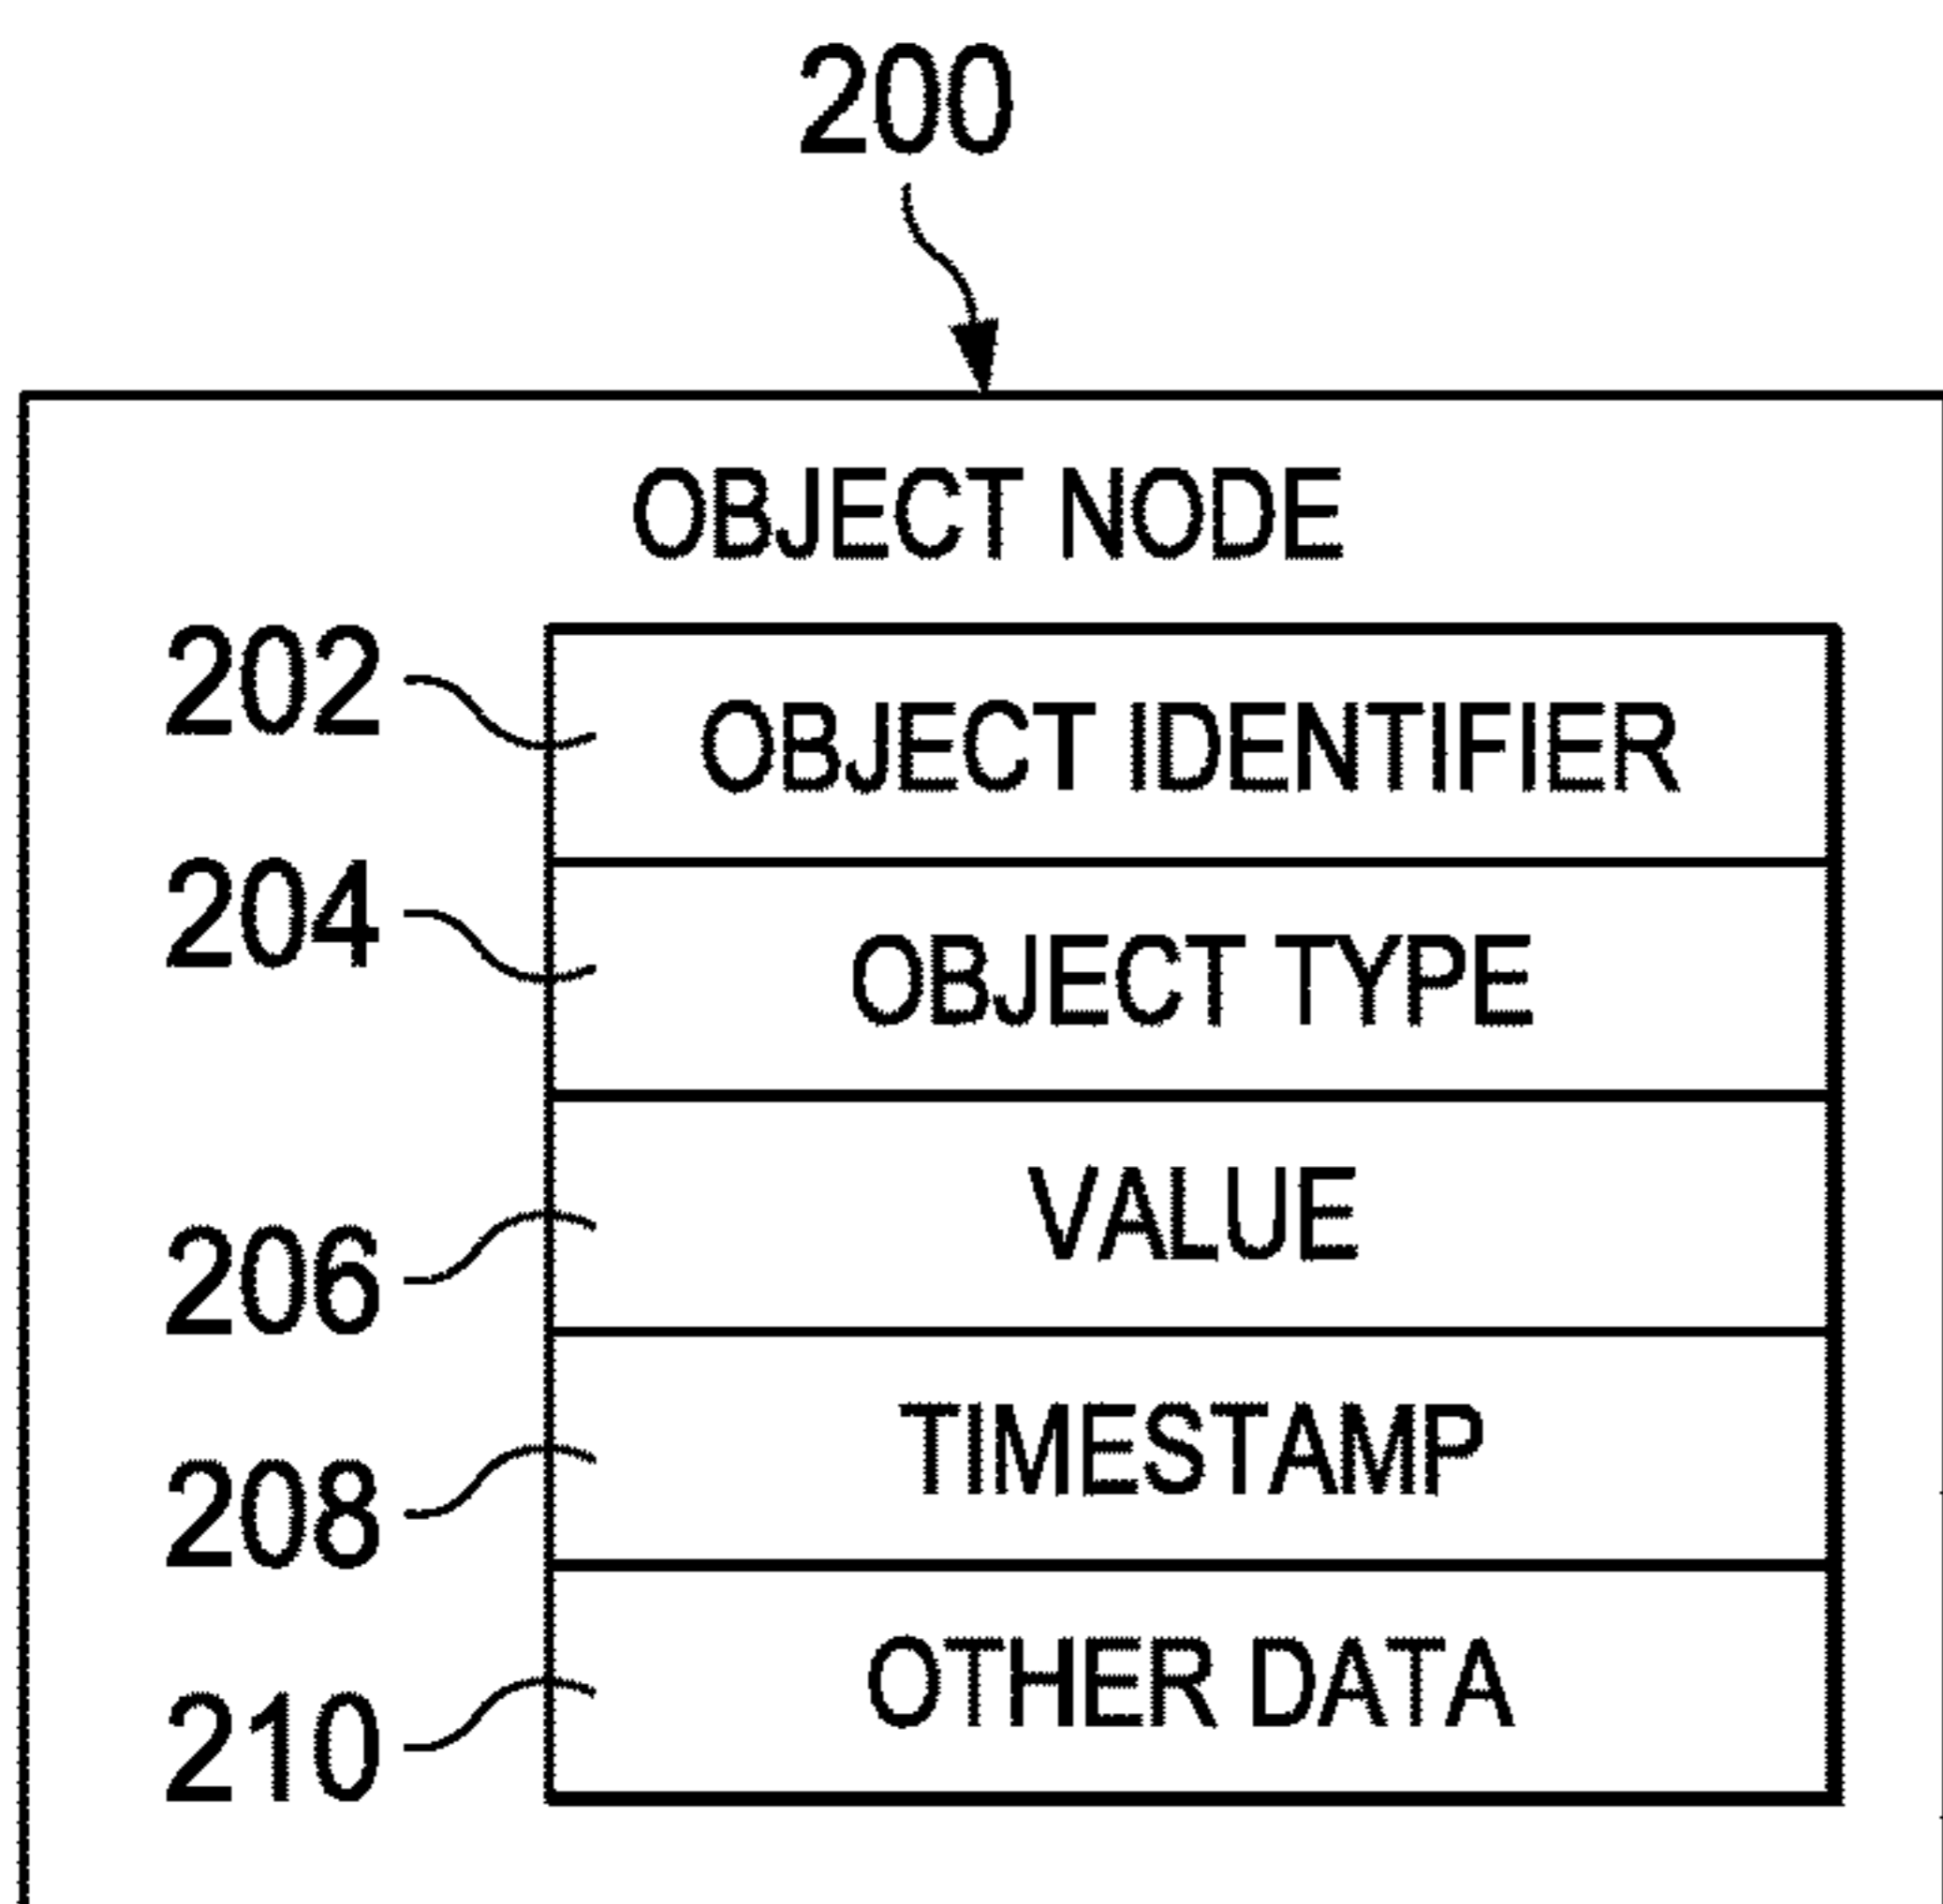 200
OBJECT NODE
202 OBJECT IDENTIFIER
204 OBJECT TYPE
206 VALUE
208 TIMESTAMP
210 OTHER DATA